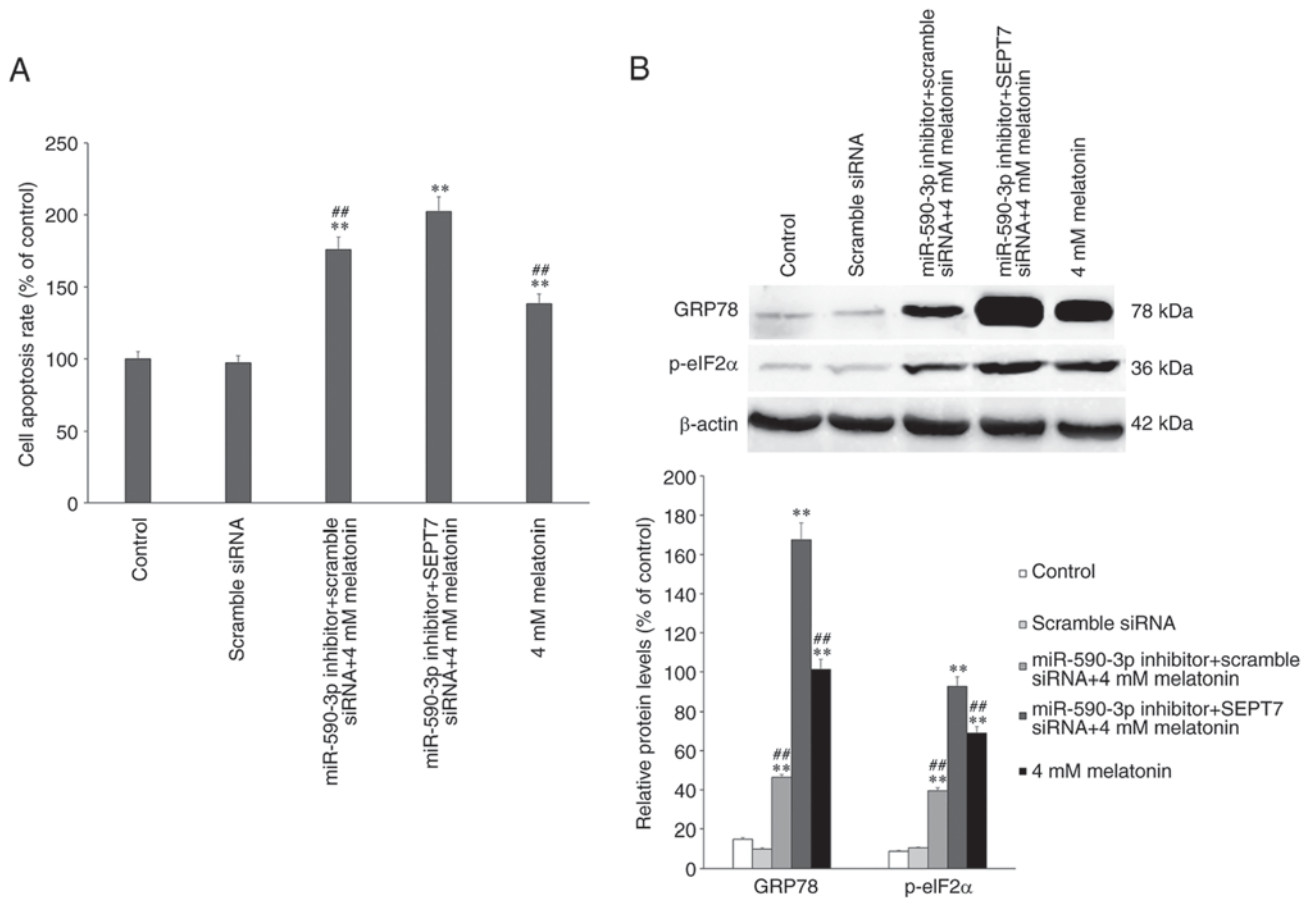 A
Cell apoptosis rate (% of control)
250
200
150
100
50
0
##
**
**
##
**
Control
Scramble siRNA
miR-590-3p inhibitor+scramble
siRNA+4 mM melatonin
miR-590-3p inhibitor+SEPT7
siRNA+4 mM melatonin
4 mM melatonin
B
Control
Scramble siRNA
miR-590-3p inhibitor+scramble
siRNA+4 mM melatonin
miR-590-3p inhibitor+SEPT7
siRNA+4 mM melatonin
4 mM melatonin
GRP78
78 kDa
p-eIF2α
36 kDa
β-actin
42 kDa
Relative protein levels (% of control)
200
180
160
140
120
100
80
60
40
20
0
##
**
**
##
**
##
**
**
##
**
GRP78
p-eIF2α
Control
Scramble siRNA
miR-590-3p inhibitor+scramble
siRNA+4 mM melatonin
miR-590-3p inhibitor+SEPT7
siRNA+4 mM melatonin
4 mM melatonin